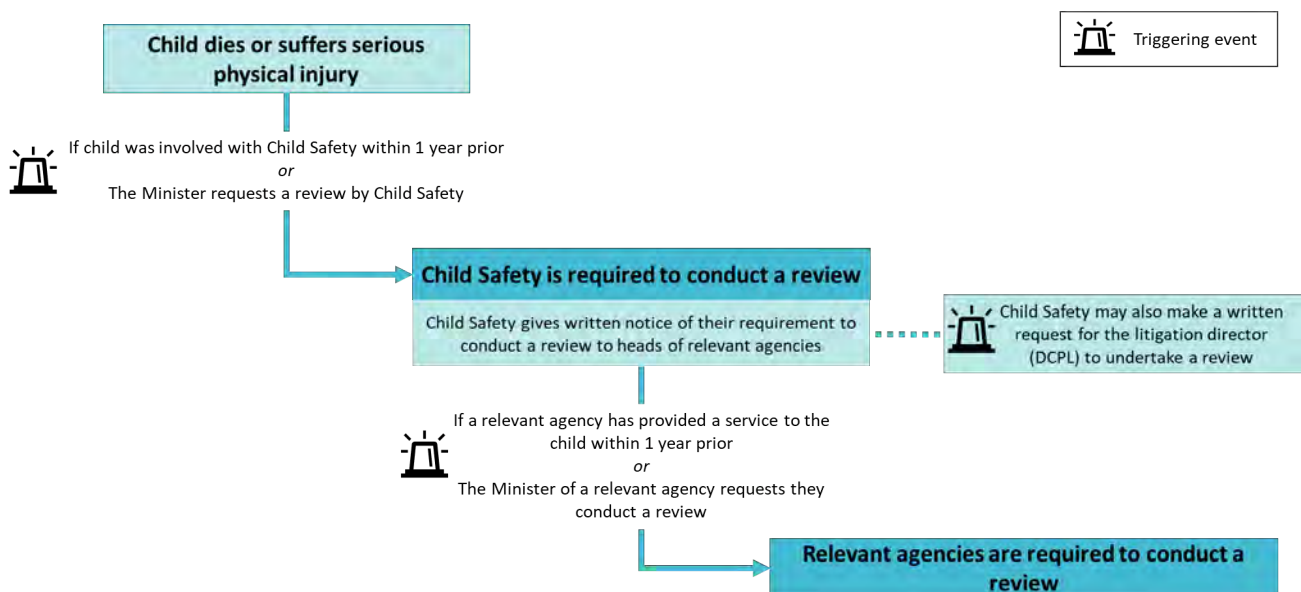 Child dies or suffers serious
physical injury
Triggering event
If child was involved with Child Safety within 1 year prior
or
The Minister requests a review by Child Safety
Child Safety is required to conduct a review
Child Safety gives written notice of their requirement to
conduct a review to heads of relevant agencies
Child Safety may also make a written
request for the litigation director
(DCPL) to undertake a review
If a relevant agency has provided a service to the
child within 1 year prior
or
The Minister of a relevant agency requests they
conduct a review
Relevant agencies are required to conduct a
review